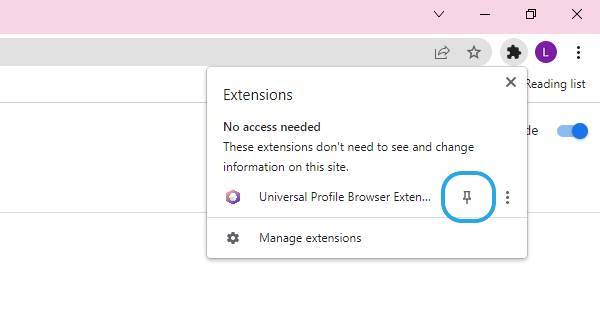 L
Reading list
Extensions
No access needed
These extensions don't need to see and change
information on this site.
de
Universal Profile Browser Exten...
Manage extensions